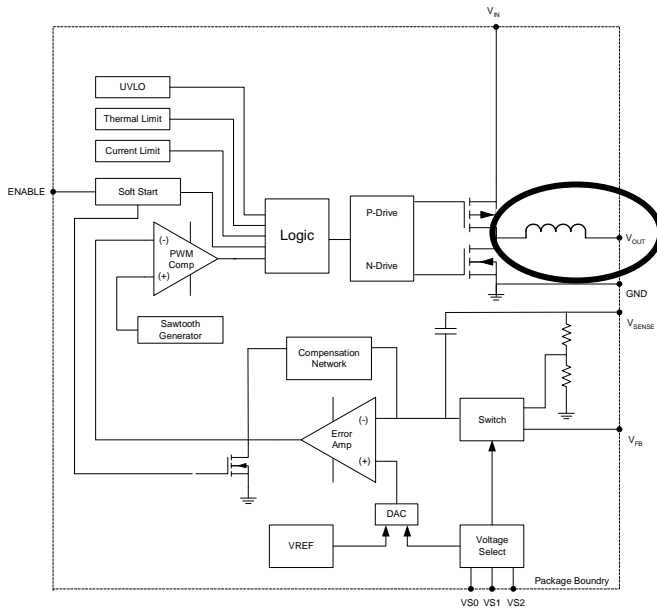 VIN
UVLO
Thermal Limit
Current Limit
ENABLE
Soft Start
Logic
P-Drive
N-Drive
VOUT
GND
(-)
PWM
Comp
(+)
Sawtooth
Generator
VSENSE
Compensation
Network
(-)
Error
Amp
(+)
Switch
VFB
DAC
VREF
Voltage
Select
Package Boundry
VS0 VS1 VS2